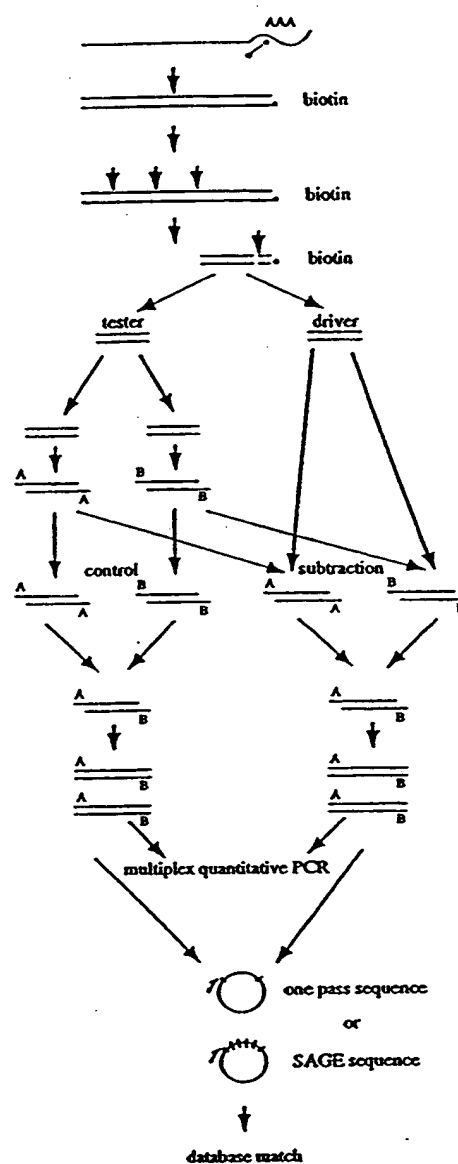 AAA
biotin
biotin
biotin
tester driver
A B
A B
control subtraction
A B A B
A B A
A A
B B
A A
B B
A A
B B
multiplex quantitative PCR
one pass sequence
or
SAGE sequence
database match